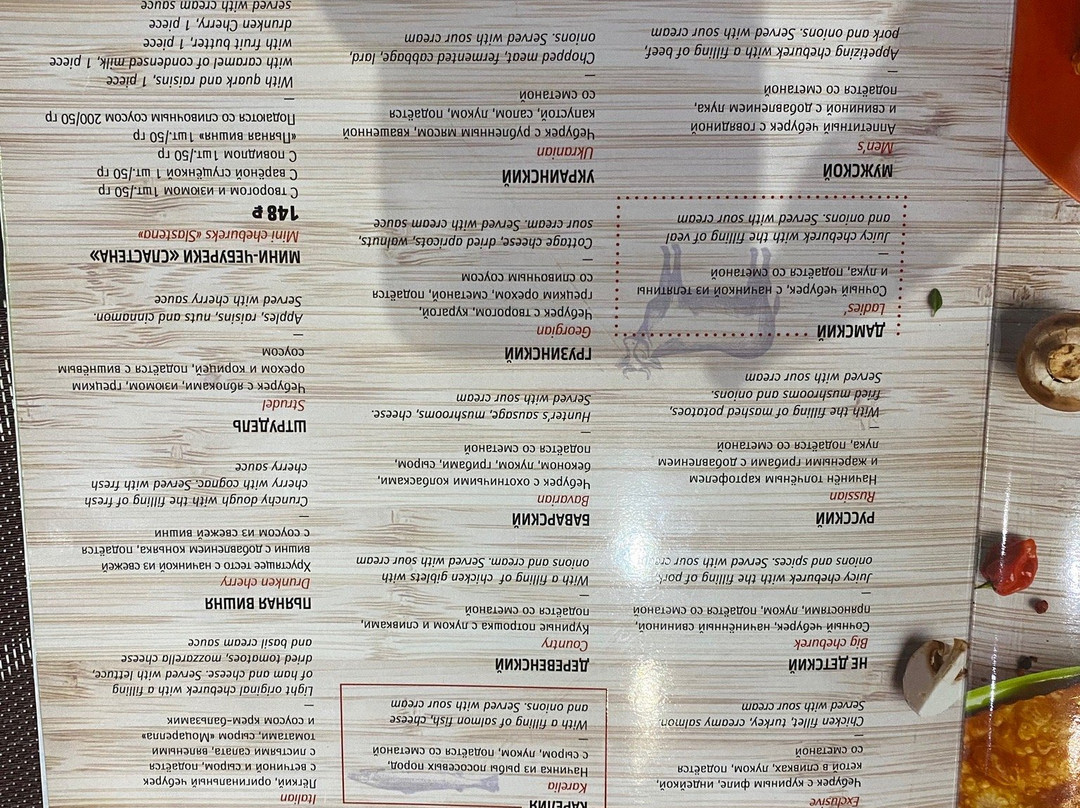 Exclusive
Чебурек с куриным филе, индейкой,
кетой в сливках, луком, подаётся
со сметаной
—
Chicken fillet, turkey, creamy salmon
Served with sour cream
НЕ ДЕТСКИЙ
Big cheburek
Сочный чебурек, начинённый свининой,
пряностями, луком, подаётся со сметаной
—
Juicy cheburek with the filling of pork,
onions and spices. Served with sour cream
РУССКИЙ
Russian
Начинён толчёным картофелем
и жареными грибами с добавлением
лука, подаётся со сметаной
—
With the filling of mashed potatoes,
fried mushrooms and onions.
Served with sour cream
ДАМСКИЙ
Ladies'
Сочный чебурек, с начинкой из телятины
и лука, подаётся со сметаной
—
Juicy cheburek with the filling of veal
and onions. Served with sour cream
МУЖСКОЙ
Men's
Аппетитный чебурек с говядиной
и свининой с добавлением лука,
подаётся со сметаной
—
Appetizing cheburek with a filling of beef,
pork and onions. Served with sour cream
КАРЕЛИЯ
Karelia
Начинка из рыбы лососевых пород,
с сыром, луком, подаётся со сметаной
—
With a filling of salmon fish, cheese
and onions. Served with sour cream
ДЕРЕВЕНСКИЙ
Country
Куриные потрошка с луком и сливками,
подаётся со сметаной
—
With a filling of chicken giblets with
onions and cream. Served with sour cream
БАВАРСКИЙ
Bavarian
Чебурек с охотничьими колбасками,
беконом, луком, грибами, сыром,
подаётся со сметаной
—
Hunter's sausage, mushrooms, cheese.
Served with sour cream
ГРУЗИНСКИЙ
Georgian
Чебурек с творогом, курагой,
грецким орехом, сметаной, подаётся
со сливочным соусом
—
Cottage cheese, dried apricots, walnuts,
sour cream. Served with cream sauce
УКРАИНСКИЙ
Ukranian
Чебурек с рубленным мясом, квашенной
капустой, салом, луком, подаётся
со сметаной
—
Chopped meat, fermented cabbage, lard,
onions. Served with sour cream
Italian
Лёгкий, оригинальный чебурек
с ветчиной и сыром, подаётся
с листьями салата, вялеными
томатами, сыром «Моцарелла»
и соусом крем-бальзамик
—
Light original cheburek with a filling
of ham and cheese. Served with lettuce,
dried tomatoes, mozzarella cheese
and basil and cream sauce
ПЬЯНАЯ ВИШНЯ
Drunken cherry
Хрустящее тесто с начинкой из свежей
вишни с добавлением коньяка, подаётся
с соусом из свежей вишни
—
Crunchy dough with the filling of fresh
cherry with cognac. Served with fresh
cherry sauce
ШТРУДЕЛЬ
Strudel
Чебурек с яблоками, изюмом, грецким
орехом и корицей, подаётся с вишнёвым
соусом
—
Apples, raisins, nuts and cinnamon.
Served with cherry sauce
МИНИ-ЧЕБУРЕКИ «СЛАСТЕНА»
Mini chebureks «Slastena»
148 ₽
С творогом и изюмом 1шт./50 гр
С варёной сгущёнкой 1 шт./50 гр
С повидлом 1шт./50 гр
«Пьяная вишня» 1шт./50 гр
Подаются со сливочным соусом 200/50 гр
—
With quark and raisins, 1 piece
with caramel of condensed milk, 1 piece
with fruit butter, 1 piece
drunken Cherry, 1 piece
served with cream sauce